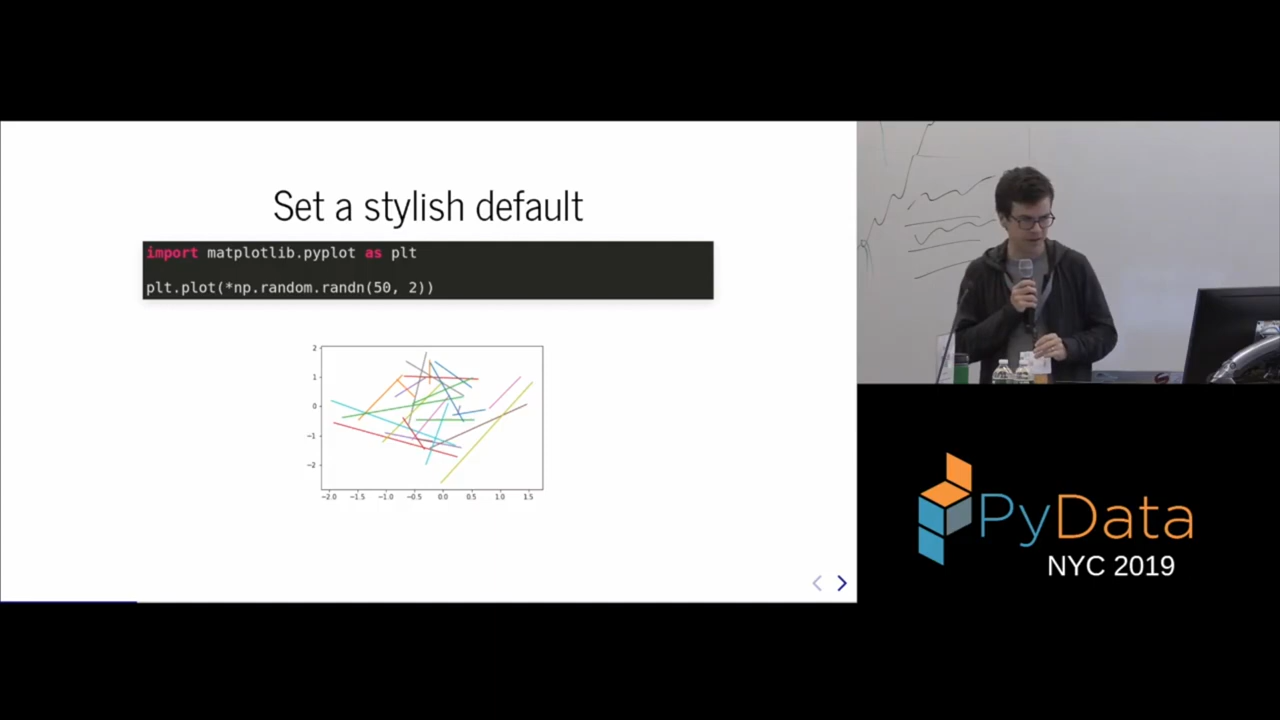 Set a stylish default
import matplotlib.pyplot as plt
plt.plot(*np.random.randn(50, 2))
2
1
0
−1
−2
−2.0 −1.5 −1.0 −0.5 0.0 0.5 1.0 1.5
PyData
NYC 2019